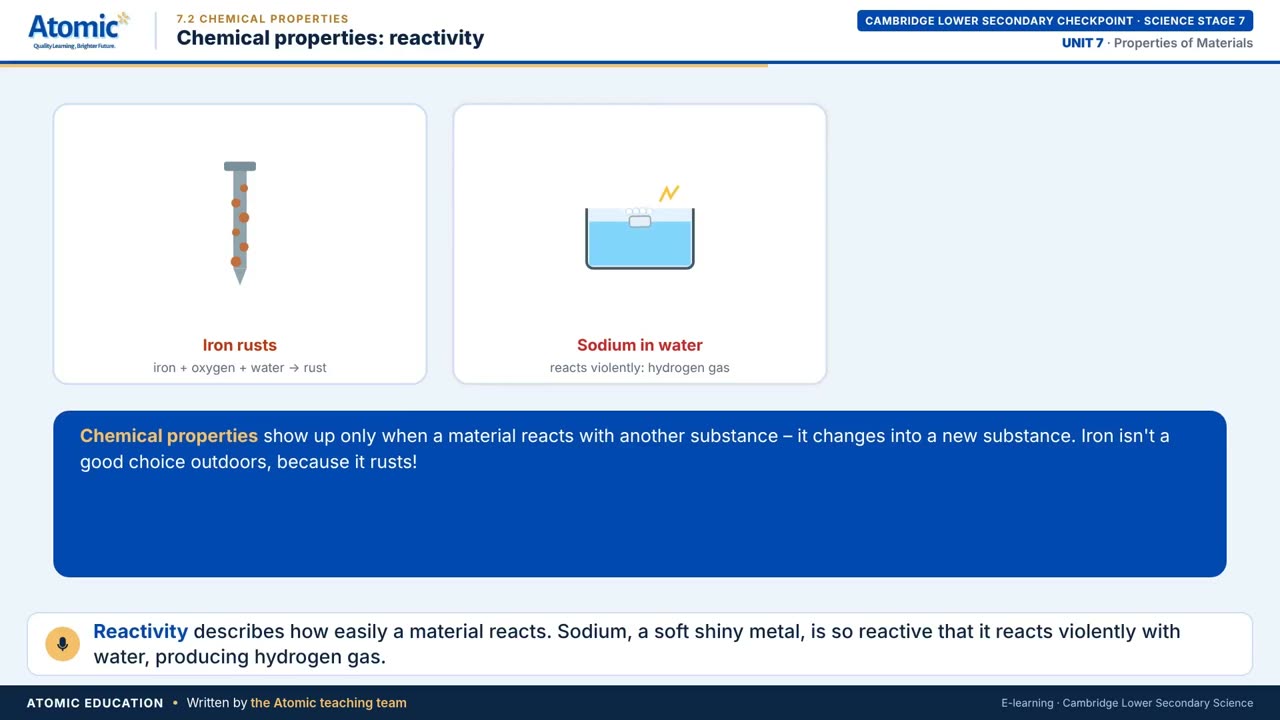 Atomic
Quality Learning, Brighter Future.
7.2 CHEMICAL PROPERTIES
Chemical properties: reactivity
CAMBRIDGE LOWER SECONDARY CHECKPOINT · SCIENCE STAGE 7
UNIT 7 · Properties of Materials
Iron rusts
iron + oxygen + water → rust
Sodium in water
reacts violently: hydrogen gas
Chemical properties show up only when a material reacts with another substance – it changes into a new substance. Iron isn't a
good choice outdoors, because it rusts!
Reactivity describes how easily a material reacts. Sodium, a soft shiny metal, is so reactive that it reacts violently with
water, producing hydrogen gas.
ATOMIC EDUCATION • Written by the Atomic teaching team
E-learning · Cambridge Lower Secondary Science